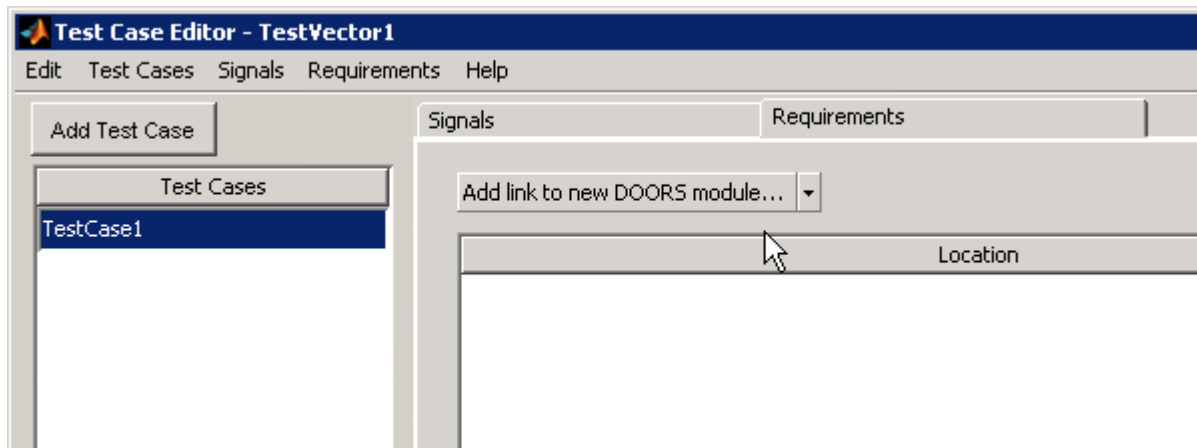 Test Case Editor - TestVector1
Edit Test Cases Signals Requirements Help
Add Test Case
Signals
Requirements
Test Cases
Add link to new DOORS module...
TestCase1
Location